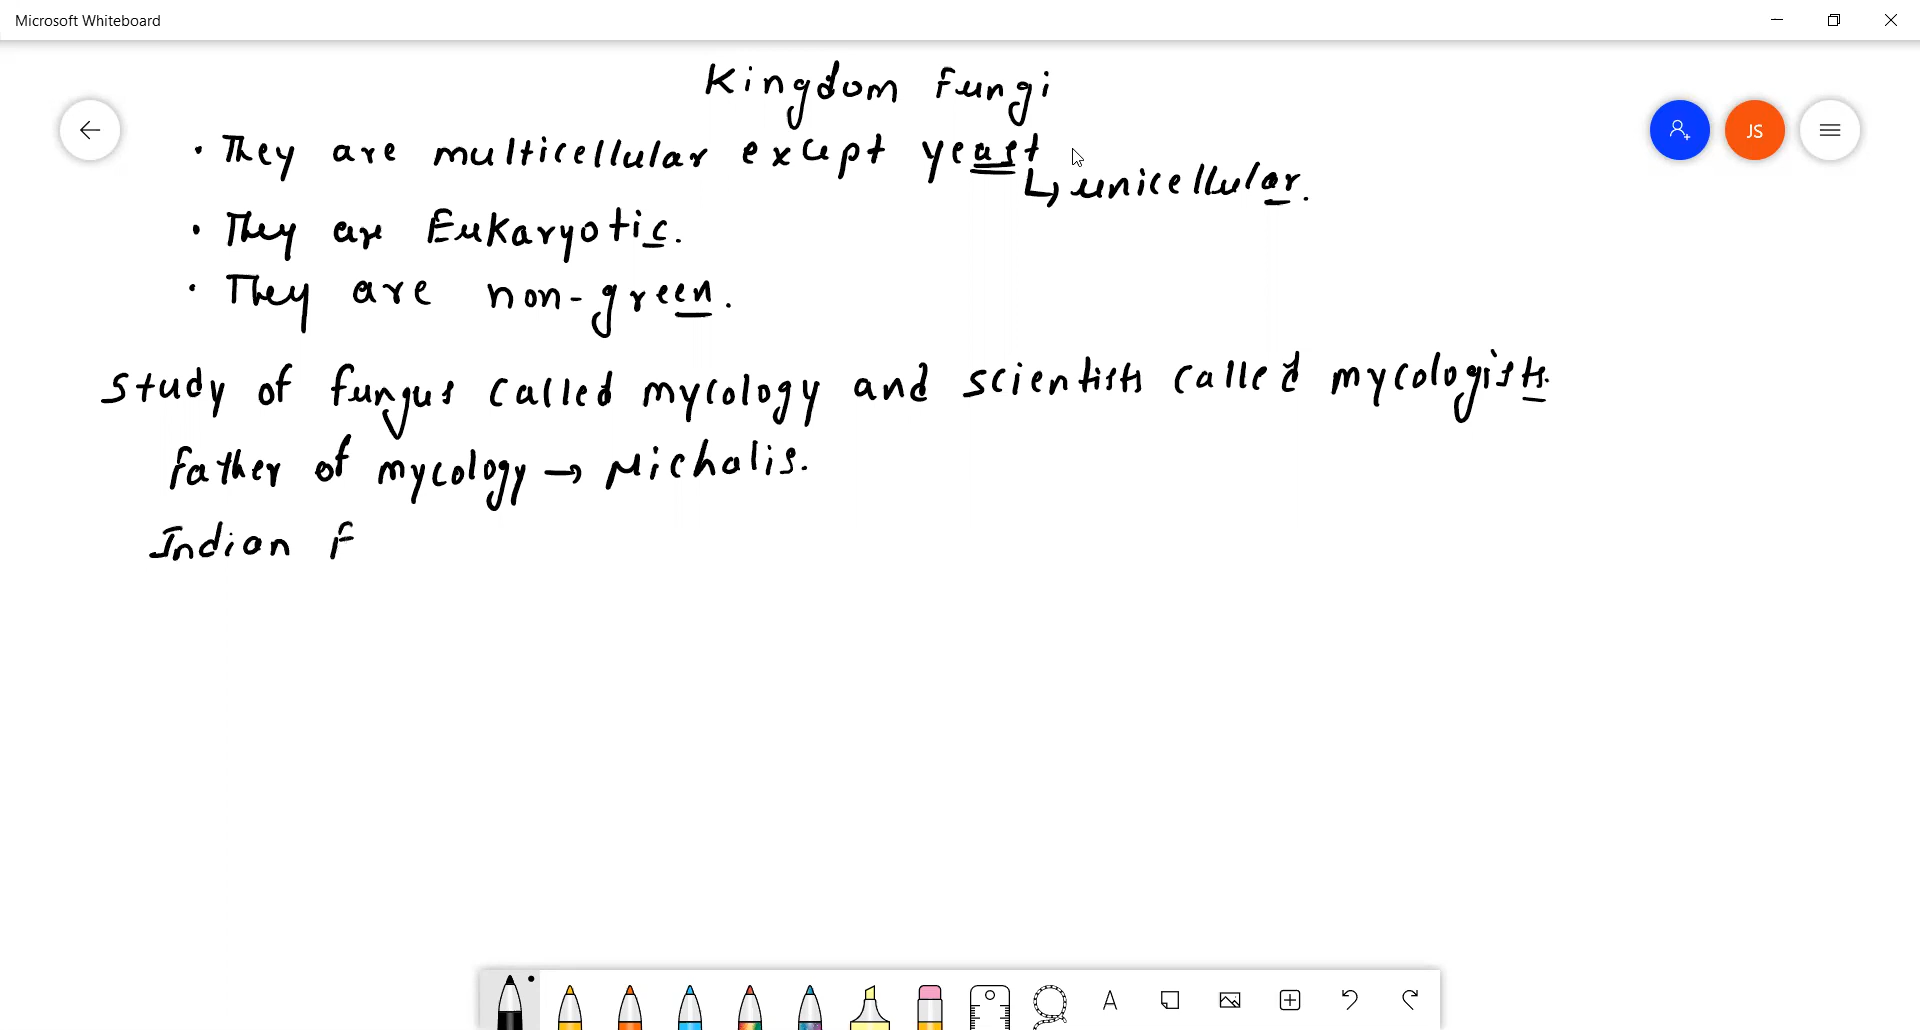 Microsoft Whiteboard
Kingdom Fungi
JS
• They are multicellular except yeast
↳ unicellular.
• They are Eukaryotic.
• They are non-green.
Study of fungus called mycology and scientists called mycologists.
Father of mycology → Michalis.
Indian F